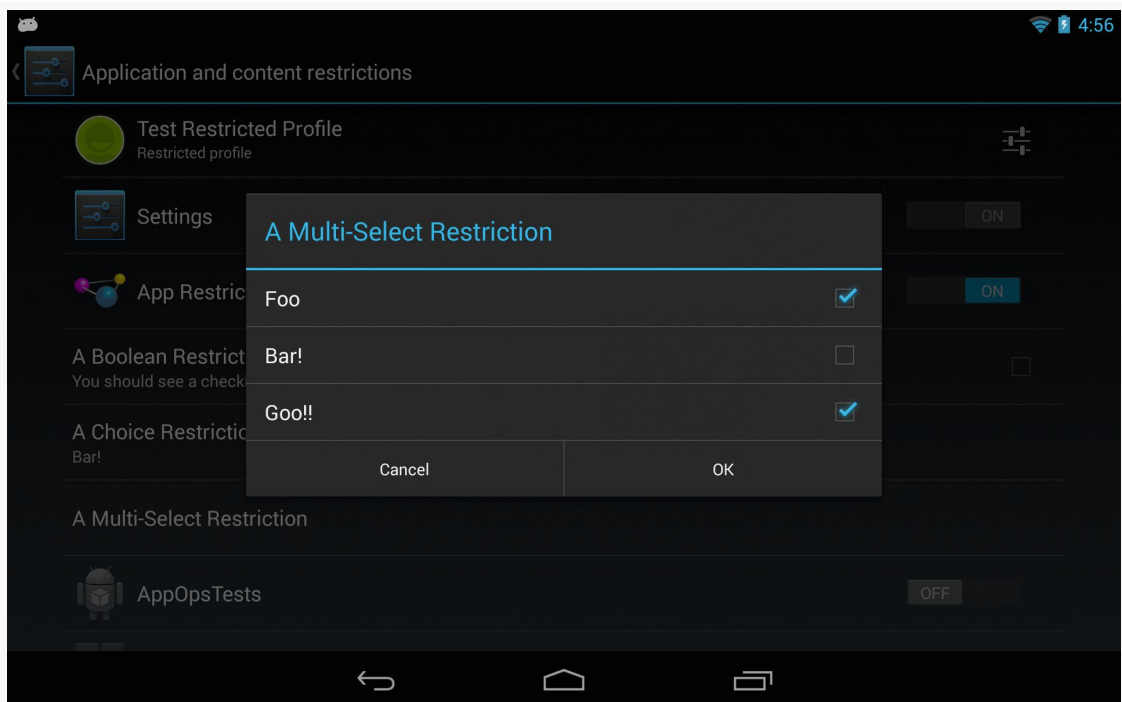 4:56
Application and content restrictions
Test Restricted Profile
Restricted profile
Settings
ON
App Restric
ON
A Boolean Restrict
You should see a check
A Choice Restrictio
Bar!
A Multi-Select Restriction
Foo
Bar!
Goo!!
Cancel
OK
A Multi-Select Restriction
AppOpsTests
OFF